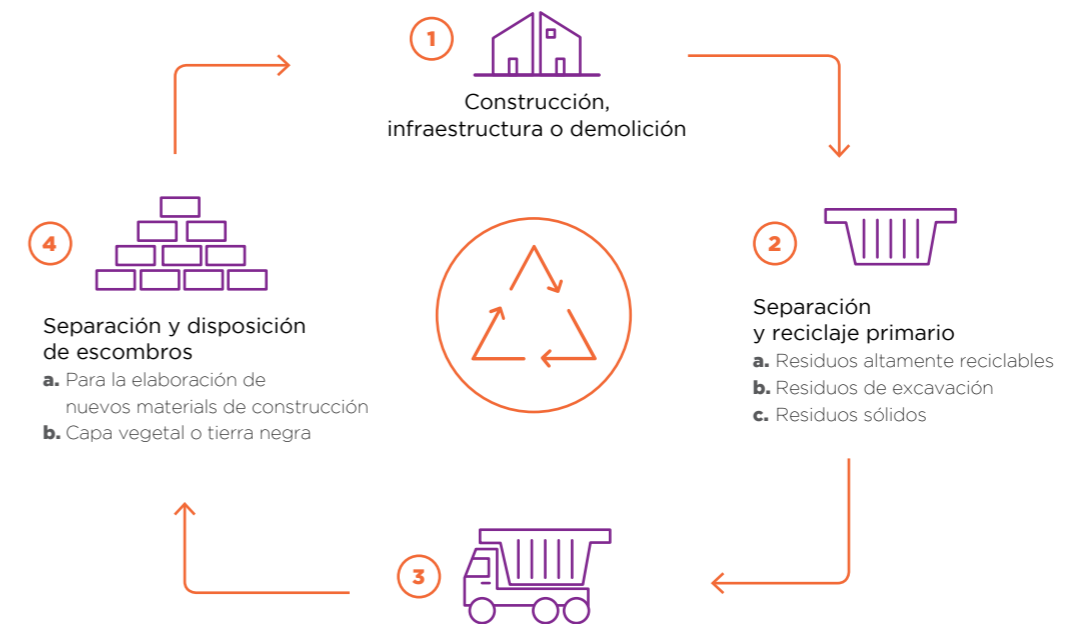 1
Construcción,
infraestructura o demolición
2
Separación
y reciclaje primario
a. Residuos altamente reciclables
b. Residuos de excavación
c. Residuos sólidos
3
4
Separación y disposición
de escombros
a. Para la elaboración de
nuevos materials de construcción
b. Capa vegetal o tierra negra